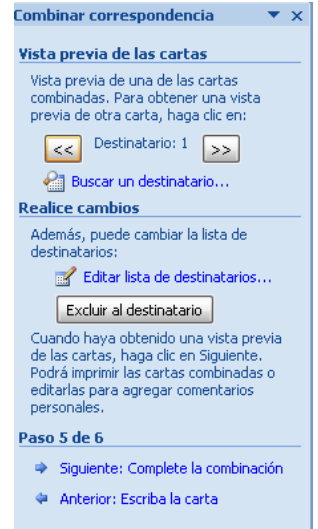 Combinar correspondencia
Vista previa de las cartas
Vista previa de una de las cartas
combinadas. Para obtener una vista
previa de otra carta, haga clic en:
<< Destinatario: 1 >>
Buscar un destinatario...
Realice cambios
Además, puede cambiar la lista de
destinatarios:
Editar lista de destinatarios...
Excluir al destinatario
Cuando haya obtenido una vista previa
de las cartas, haga clic en Siguiente.
Podrá imprimir las cartas combinadas o
editarlas para agregar comentarios
personales.
Paso 5 de 6
Siguiente: Complete la combinación
Anterior: Escriba la carta